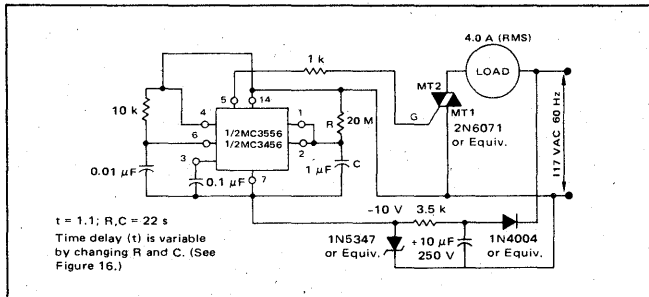 4.0 A (RMS)
1 k
LOAD
MT2
MT1
G
2N6071
or Equiv.
117 VAC 60 Hz
5
14
10 k
4
1
1/2MC3556
1/2MC3456
R
20 M
6
2
3
0.01 µF
0.1 µF
7
1 µF
C
t = 1.1; R,C = 22 s
Time delay (t) is variable
by changing R and C. (See
Figure 16.)
−10 V
3.5 k
1N5347
or Equiv.
+10 µF
250 V
1N4004
or Equiv.